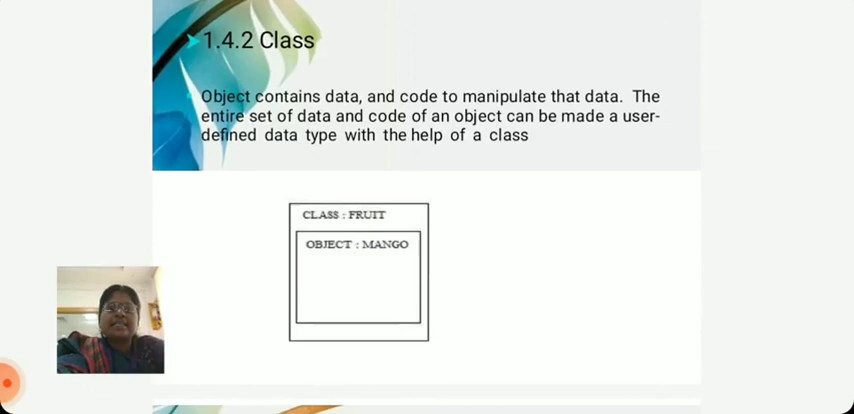 1.4.2 Class
Object contains data, and code to manipulate that data. The
entire set of data and code of an object can be made a user-
defined data type with the help of a class
CLASS : FRUIT
OBJECT : MANGO